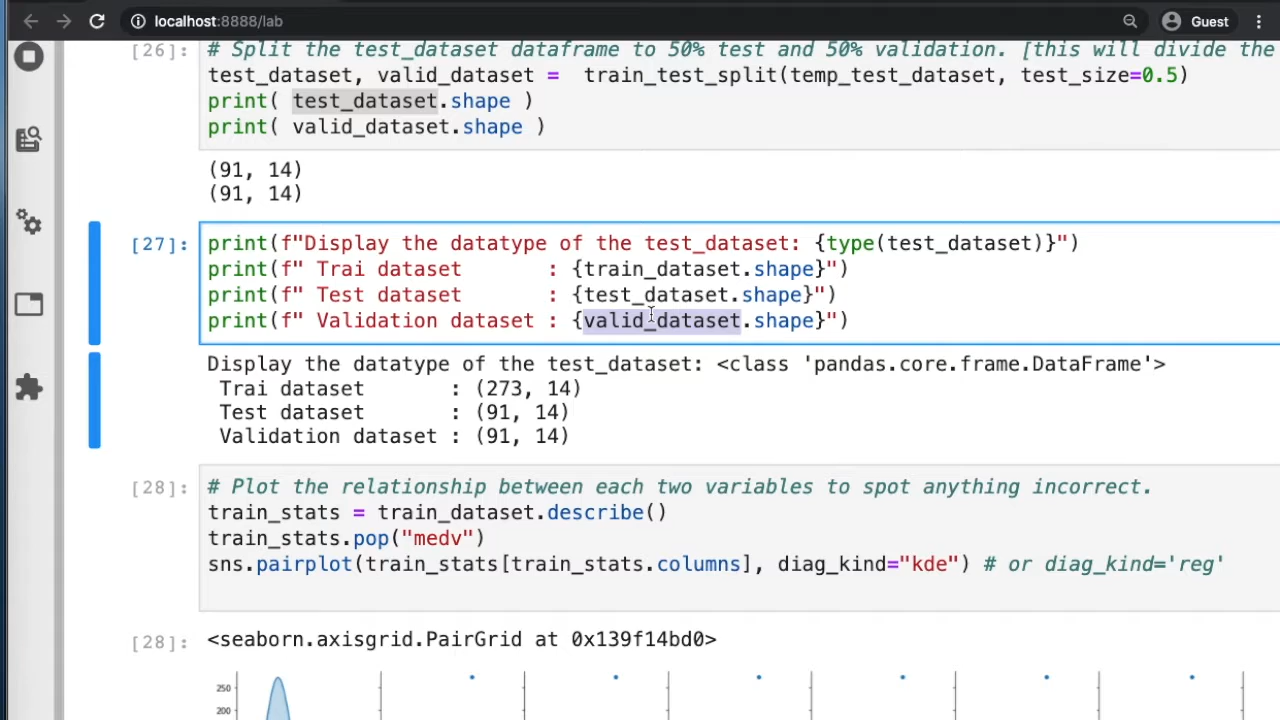 localhost:8888/lab
Guest
[26]:
# Split the test_dataset dataframe to 50% test and 50% validation. [this will divide the
test_dataset, valid_dataset =  train_test_split(temp_test_dataset, test_size=0.5)
print( test_dataset.shape )
print( valid_dataset.shape )
(91, 14)
(91, 14)
[27]:
print(f"Display the datatype of the test_dataset: {type(test_dataset)}")
print(f" Trai dataset       : {train_dataset.shape}")
print(f" Test dataset       : {test_dataset.shape}")
print(f" Validation dataset : {valid_dataset.shape}")
Display the datatype of the test_dataset: <class 'pandas.core.frame.DataFrame'>
Trai dataset       : (273, 14)
Test dataset       : (91, 14)
Validation dataset : (91, 14)
[28]:
# Plot the relationship between each two variables to spot anything incorrect.
train_stats = train_dataset.describe()
train_stats.pop("medv")
sns.pairplot(train_stats[train_stats.columns], diag_kind="kde") # or diag_kind='reg'
[28]:
<seaborn.axisgrid.PairGrid at 0x139f14bd0>
250
200